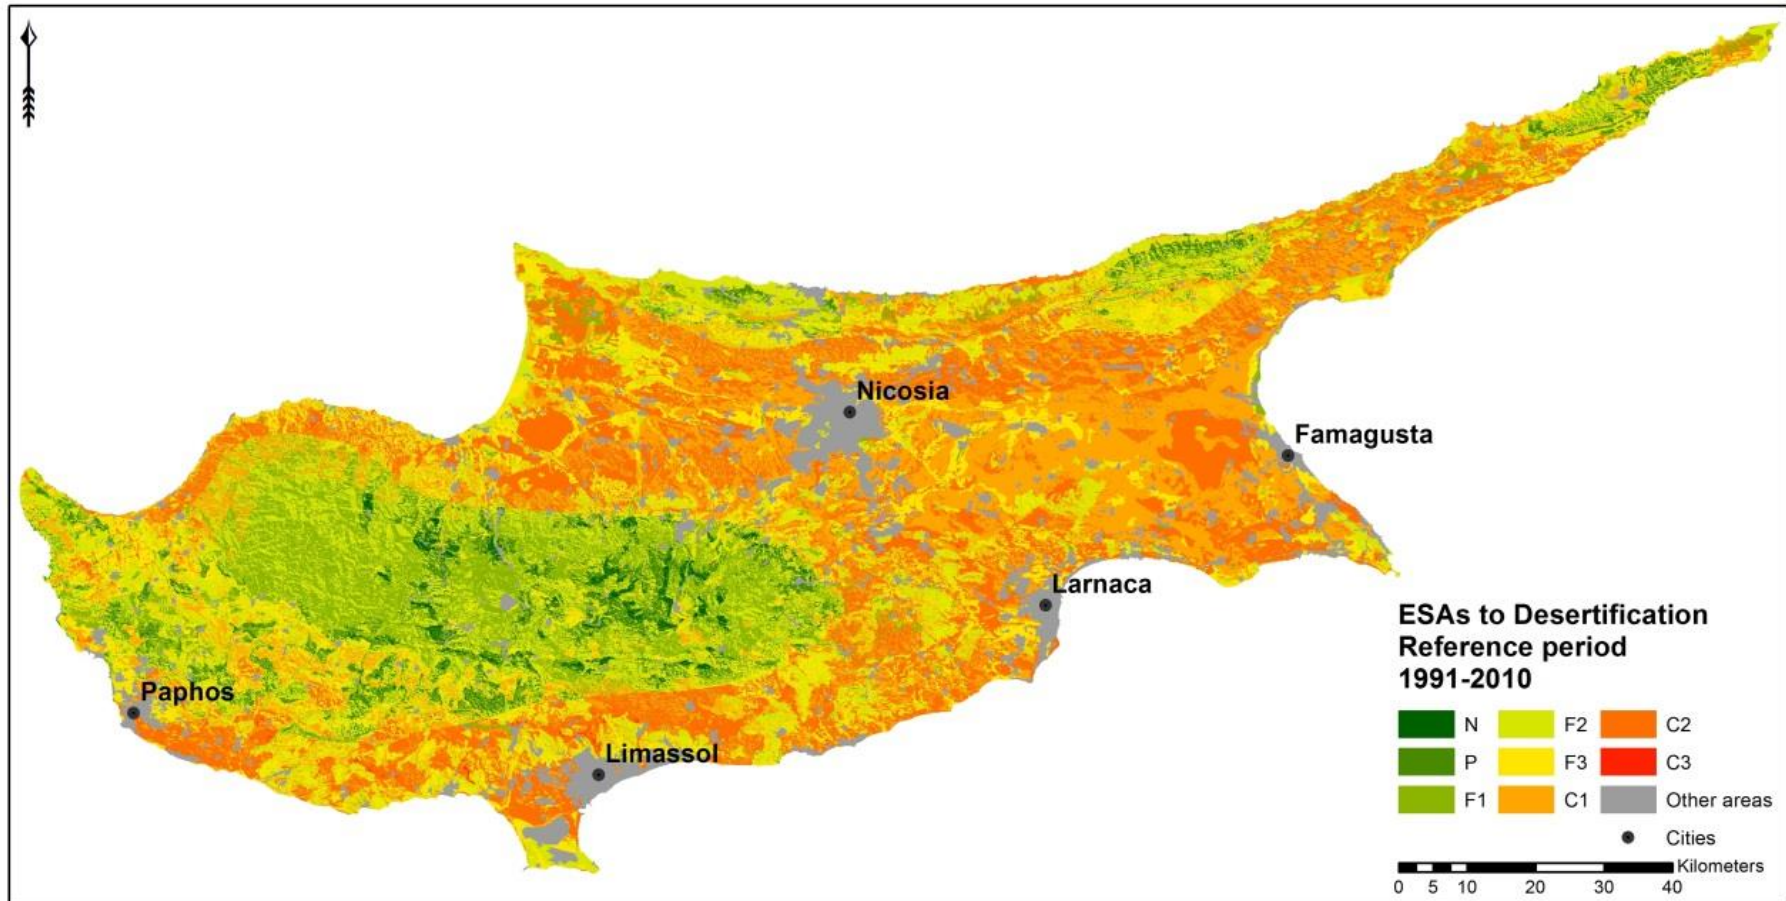 Nicosia
Famagusta
Larnaca
Paphos
Limassol
ESAs to Desertification
Reference period
1991-2010
N F2 C2
P F3 C3
F1 C1 Other areas
Cities
Kilometers
0 5 10 20 30 40